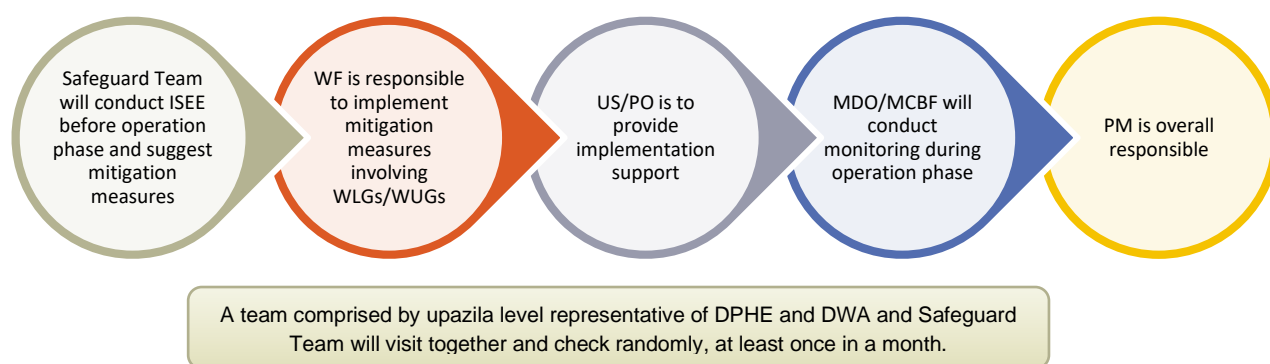 Safeguard Team
will conduct ISEE
before operation
phase and suggest
mitigation
measures
WF is responsible
to implement
mitigation
measures
involving
WLGs/WUGs
US/PO is to
provide
implementation
support
MDO/MCBF will
conduct
monitoring during
operation phase
PM is overall
responsible
A team comprised by upazila level representative of DPHE and DWA and Safeguard
Team will visit together and check randomly, at least once in a month.